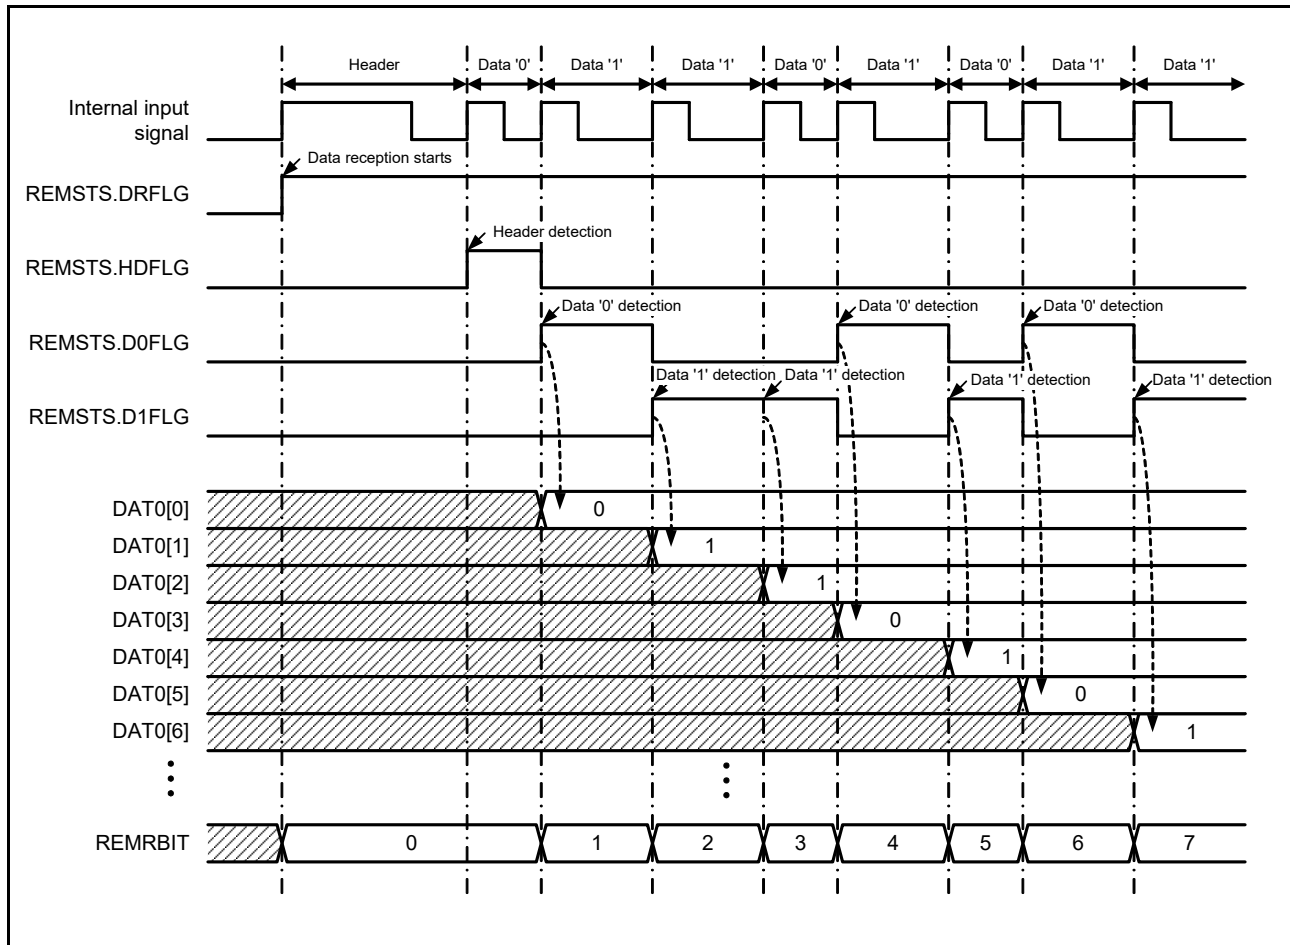 Header
Data '0'
Data '1'
Data '1'
Data '0'
Data '1'
Data '0'
Data '1'
Data '1'
Internal input
signal
Data reception starts
REMSTS.DRFLG
Header detection
REMSTS.HDFLG
Data '0' detection
Data '0' detection
Data '0' detection
REMSTS.D0FLG
Data '1' detection
Data '1' detection
Data '1' detection
Data '1' detection
REMSTS.D1FLG
DAT0[0]
0
DAT0[1]
1
DAT0[2]
1
DAT0[3]
0
DAT0[4]
1
DAT0[5]
0
DAT0[6]
1
REMRBIT
0
1
2
3
4
5
6
7